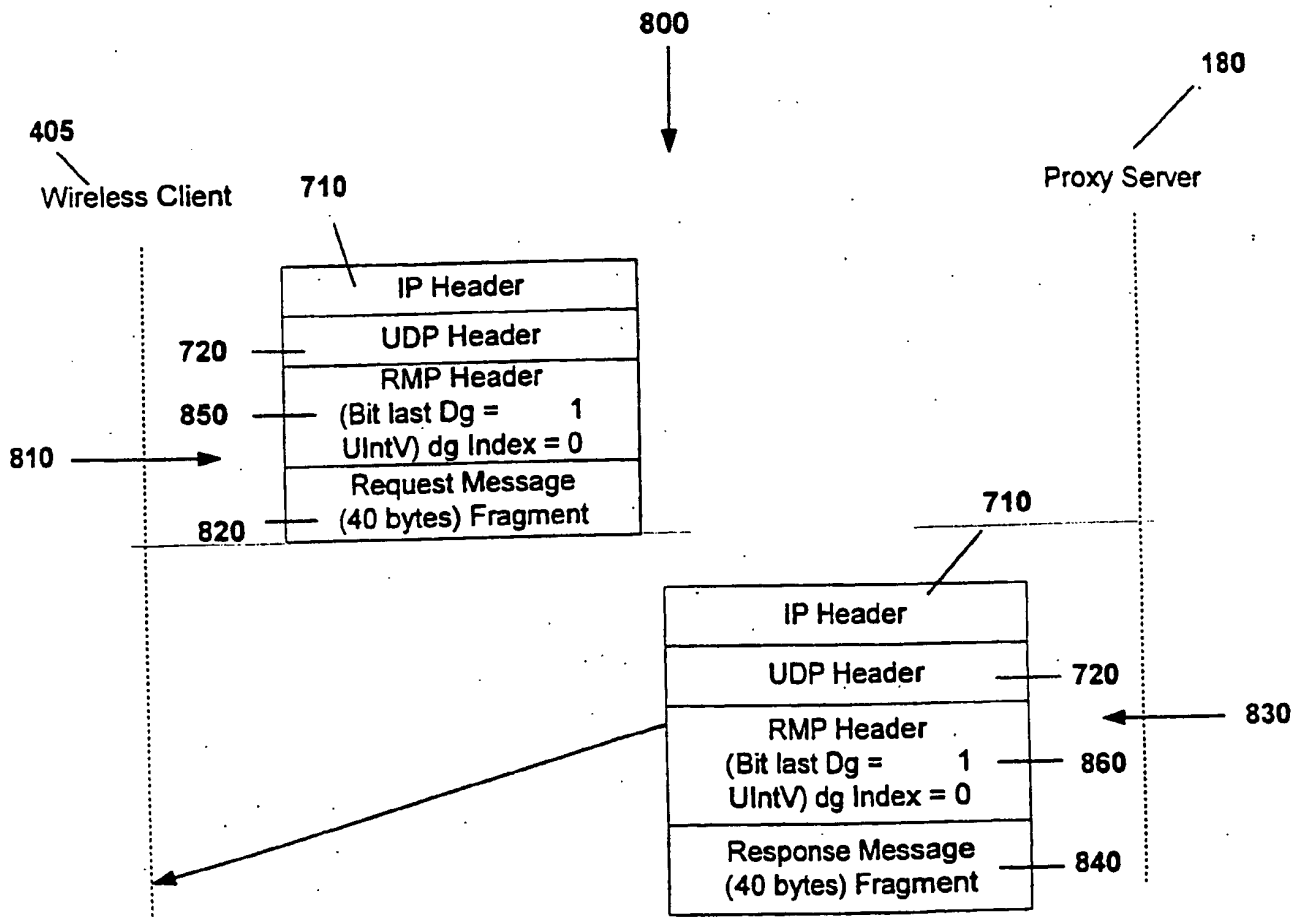 800
180
405
Wireless Client
710
Proxy Server
IP Header
UDP Header
720
RMP Header
850
(Bit last Dg = 1
UIntV) dg Index = 0
810
Request Message
820
(40 bytes) Fragment
710
IP Header
UDP Header
720
830
RMP Header
(Bit last Dg = 1
860
UIntV) dg Index = 0
Response Message
840
(40 bytes) Fragment